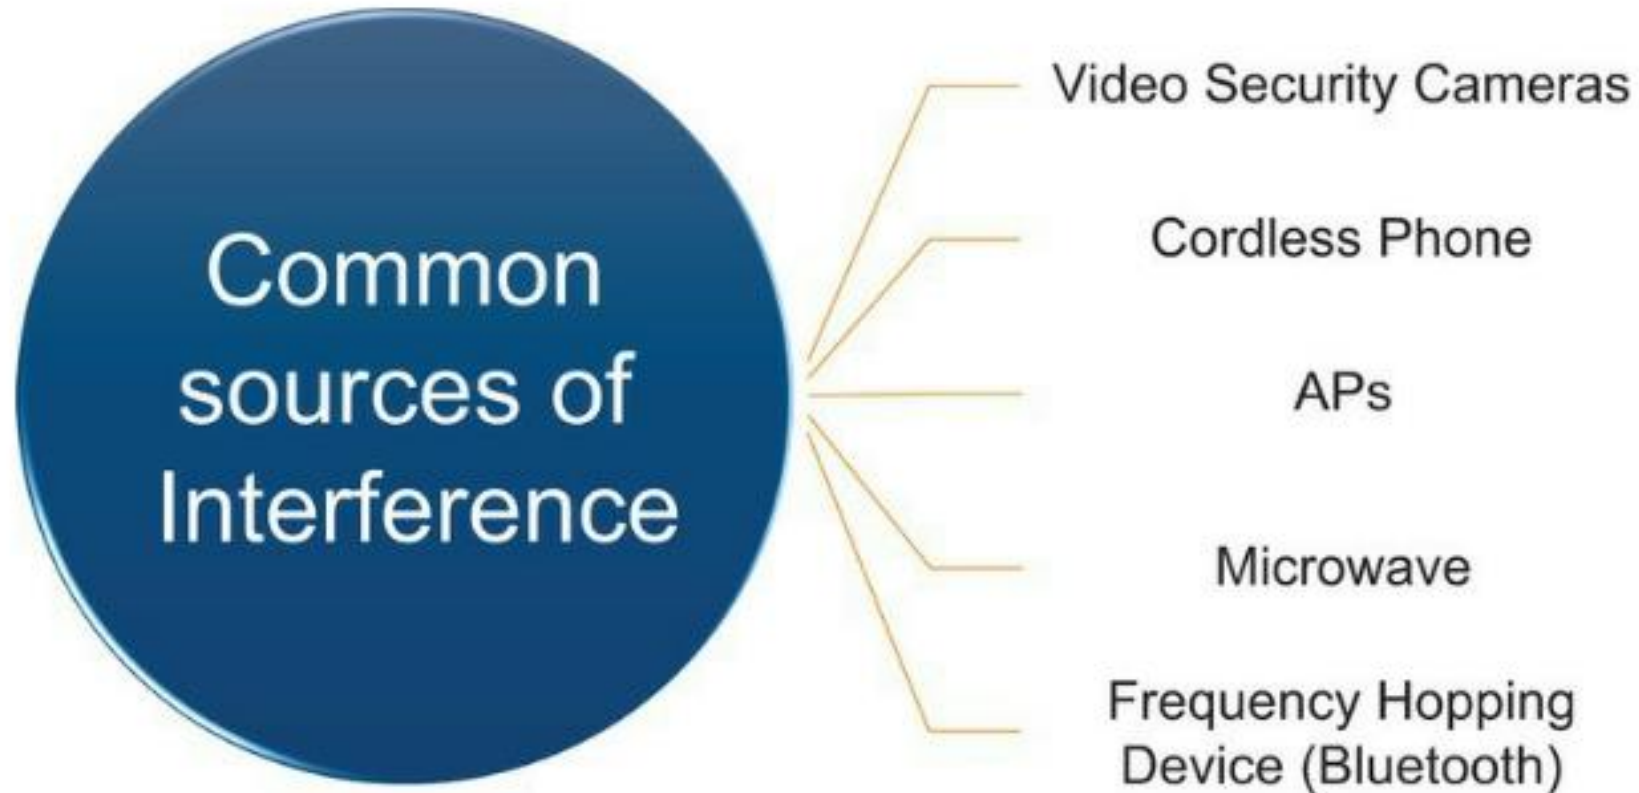 Common
sources of
Interference
Video Security Cameras
Cordless Phone
APs
Microwave
Frequency Hopping
Device (Bluetooth)